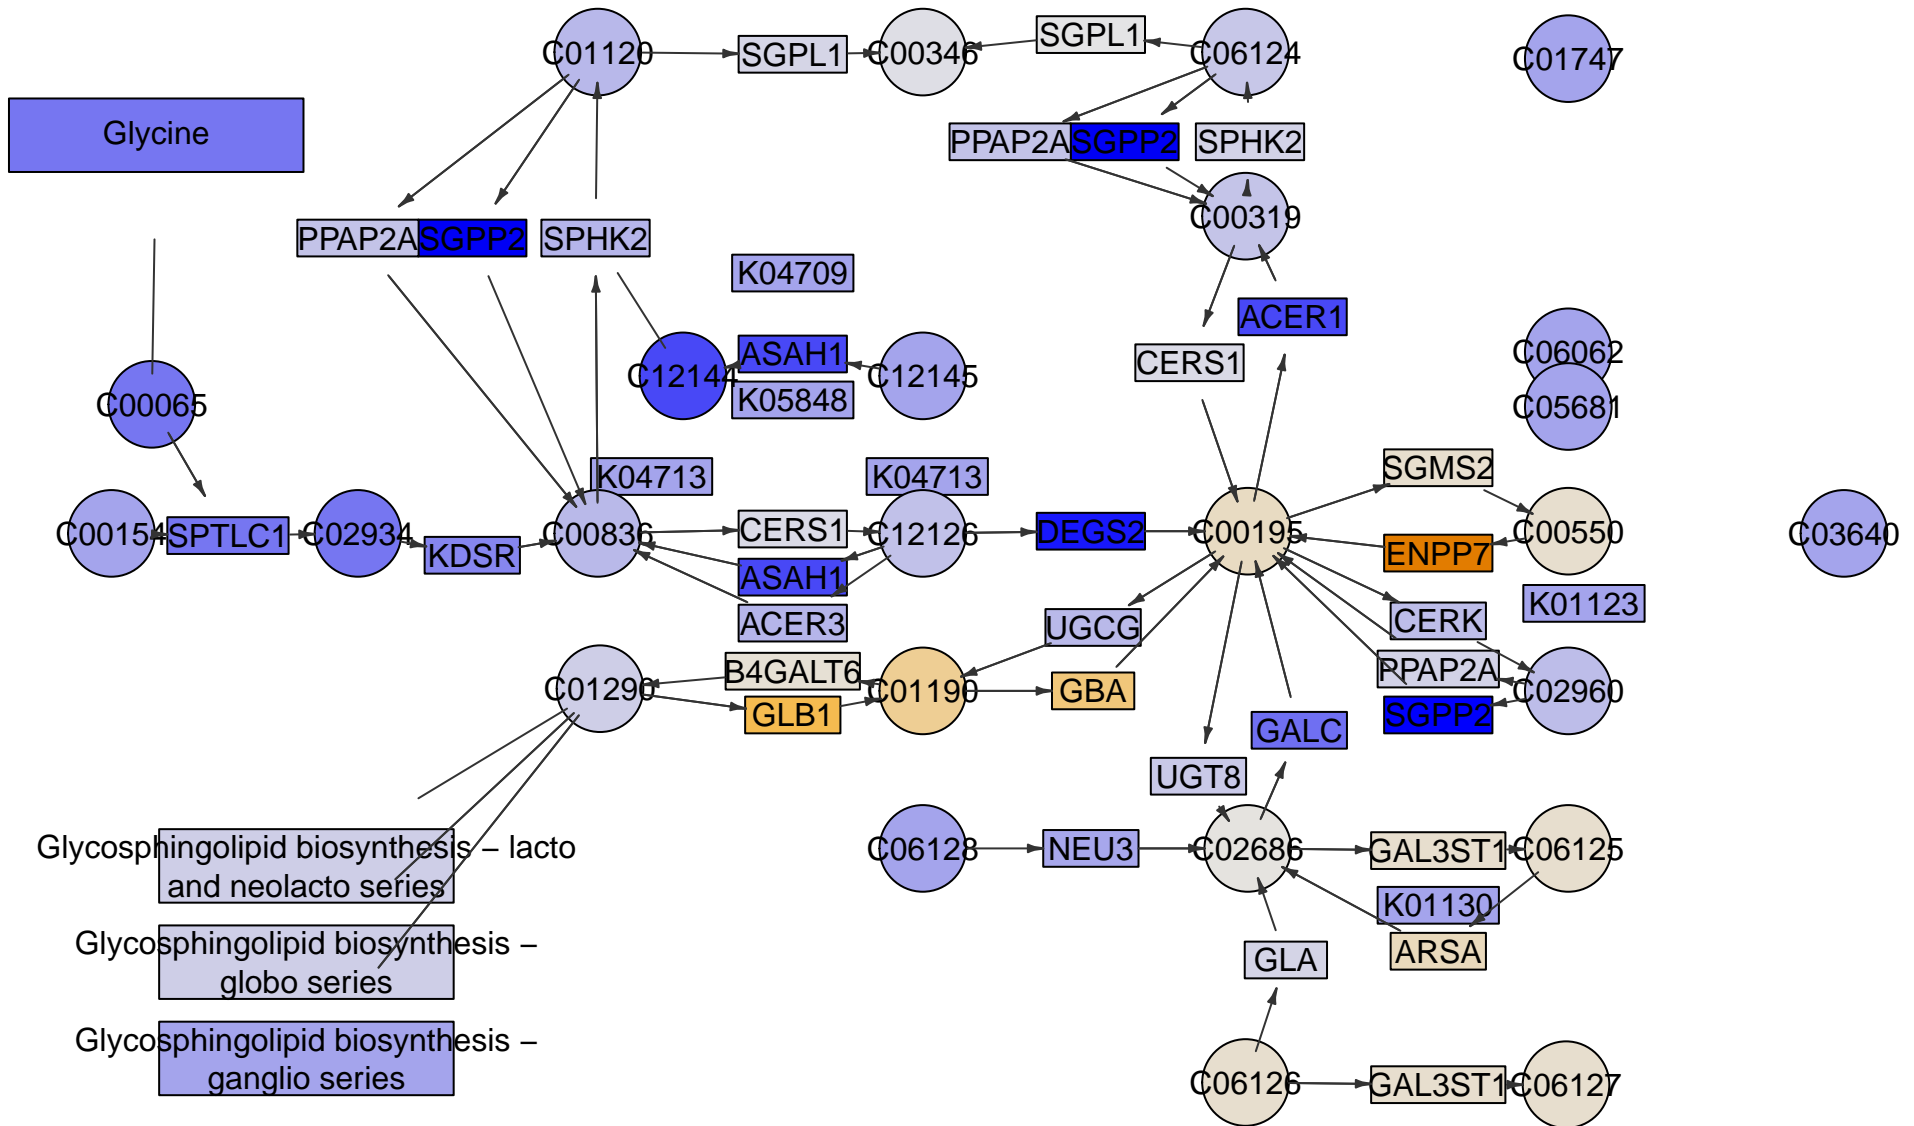 C01120
SGPL1
C00346
SGPL1
C06124
C01747
Glycine
PPAP2A
SGPP2
SPHK2
C00319
PPAP2A
SGPP2
SPHK2
K04709
ACER1
C12144
ASAH1
C12145
CERS1
C06062
C00065
K05848
C05681
K04713
K04713
SGMS2
C00154
SPTLC1
C02934
KDSR
C00836
CERS1
C12126
DEGS2
C00195
ENPP7
C00550
C03640
ASAH1
ACER3
UGCG
CERK
K01123
C01290
B4GALT6
GLB1
C01190
GBA
PPAP2A
C02960
SGPP2
GALC
UGT8
Glycosphingolipid biosynthesis – lacto
and neolacto series
C06128
NEU3
C02686
GAL3ST1
C06125
K01130
Glycosphingolipid biosynthesis –
globo series
GLA
ARSA
Glycosphingolipid biosynthesis –
ganglio series
C06126
GAL3ST1
C06127